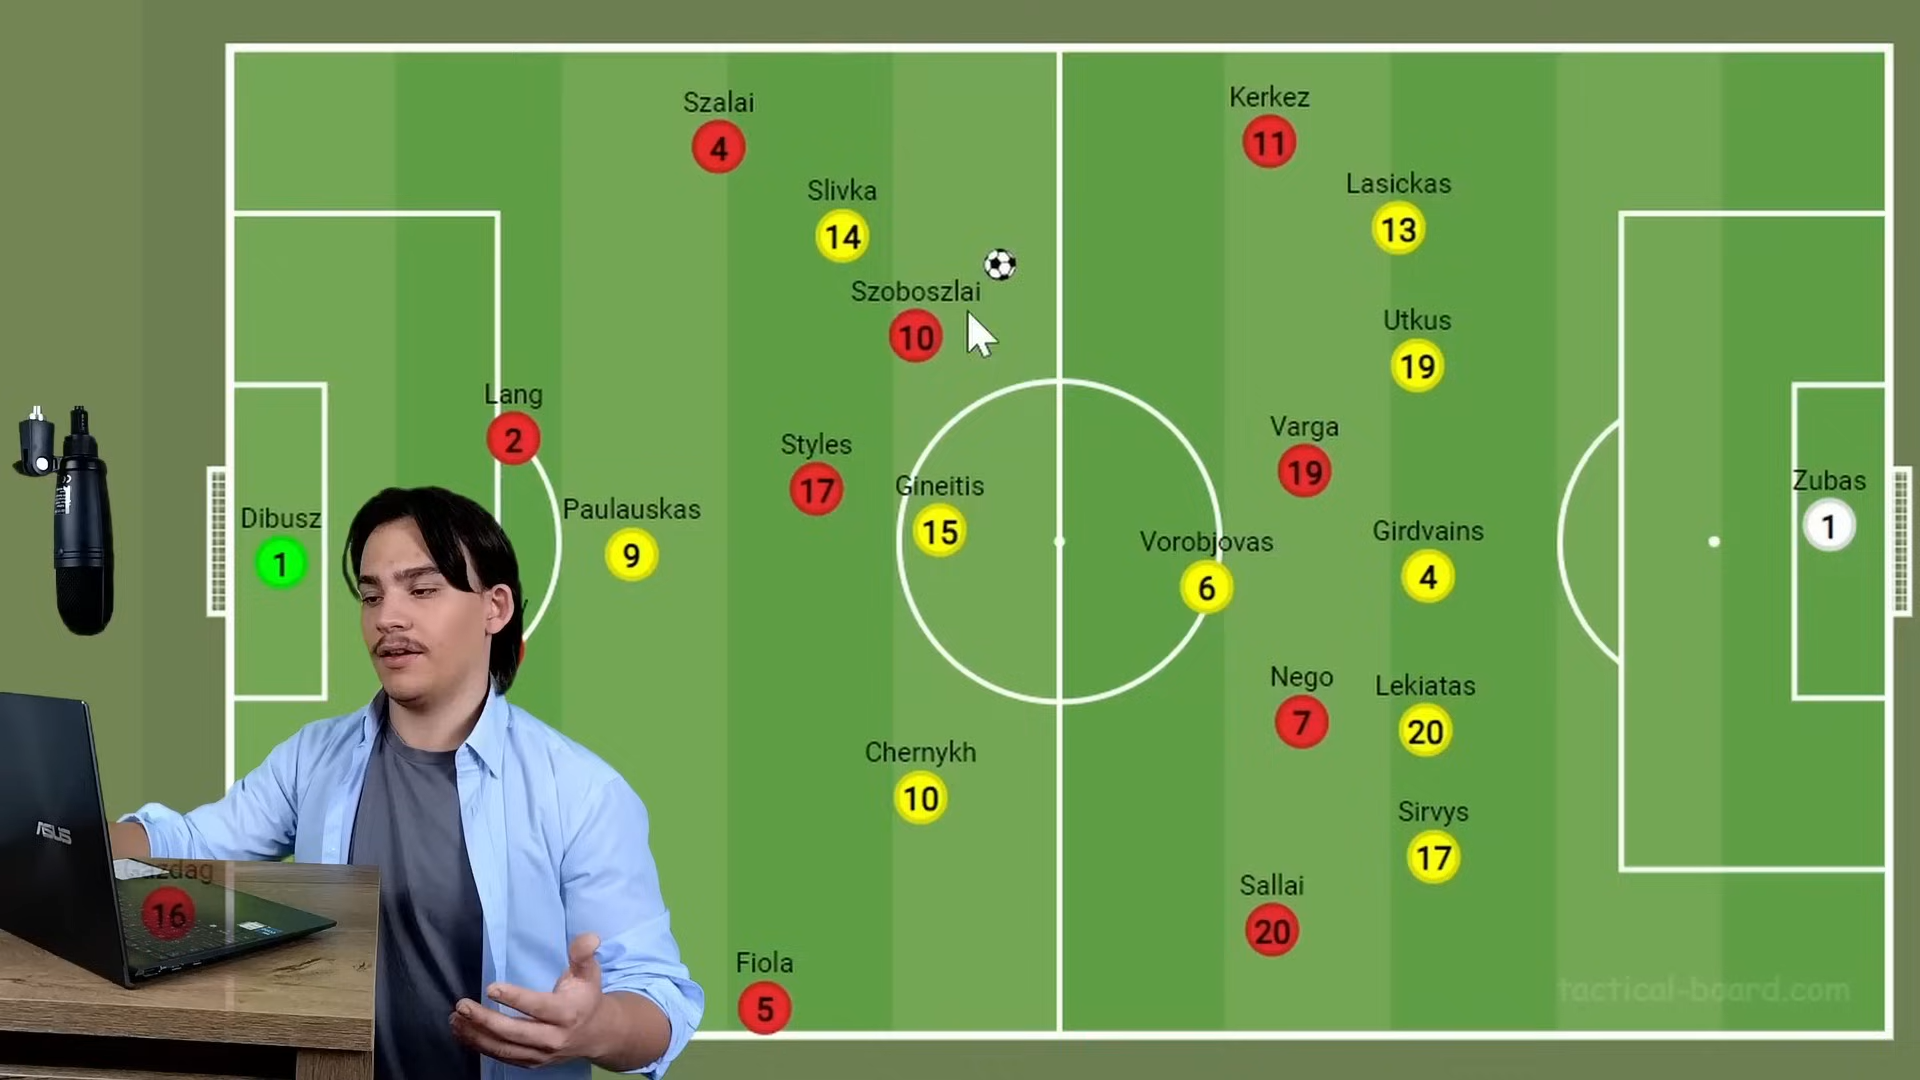 Kerkez
11
Szalai
4
Lasickas
13
Slivka
14
Szoboszlai
10
Utkus
19
Lang
2
Varga
19
Styles
17
Zubas
1
Gineitis
15
Paulauskas
9
Dibusz
1
Girdvains
4
Vorobjovas
6
Nego
7
Lekiatas
20
Chernykh
10
Sirvys
17
ASUS
16
Sallai
20
Fiola
5
tactical-board.com